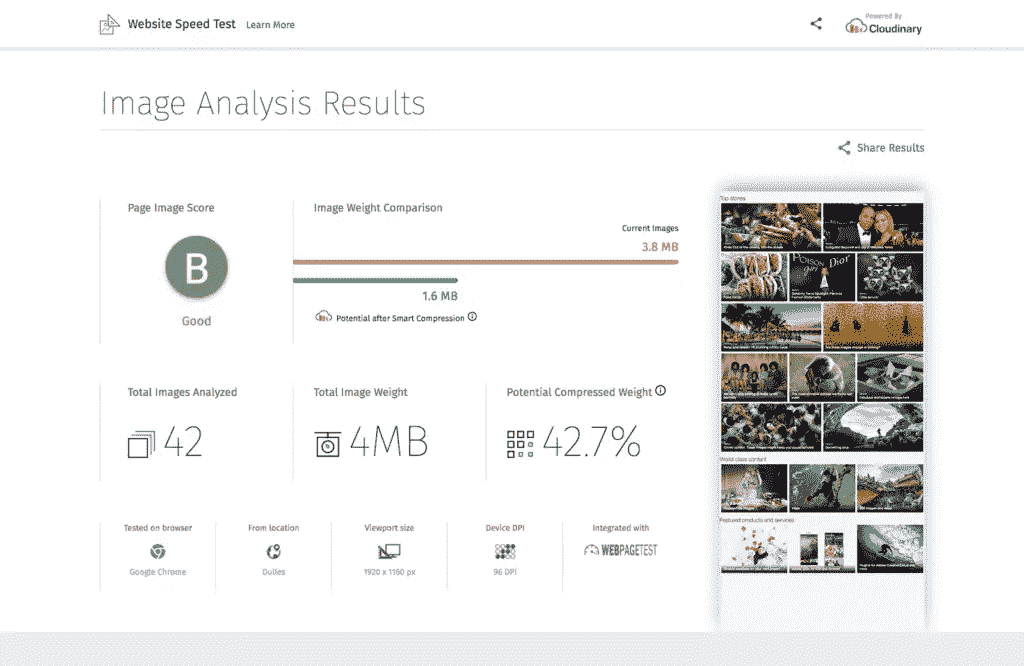 Website Speed Test Learn More
Powered By
Cloudinary
Image Analysis Results
Share Results
Page Image Score
B
Good
Image Weight Comparison
Current Images
3.8 MB
1.6 MB
Potential after Smart Compression
Total Images Analyzed
42
Total Image Weight
4MB
Potential Compressed Weight
42.7%
Tested on browser
Google Chrome
From location
Dulles
Viewport size
1920 x 1160 px
Device DPI
96 DPI
Integrated with
WEBPAGETEST
Top stories
POISON Dior
girl
World class content
Featured products and services